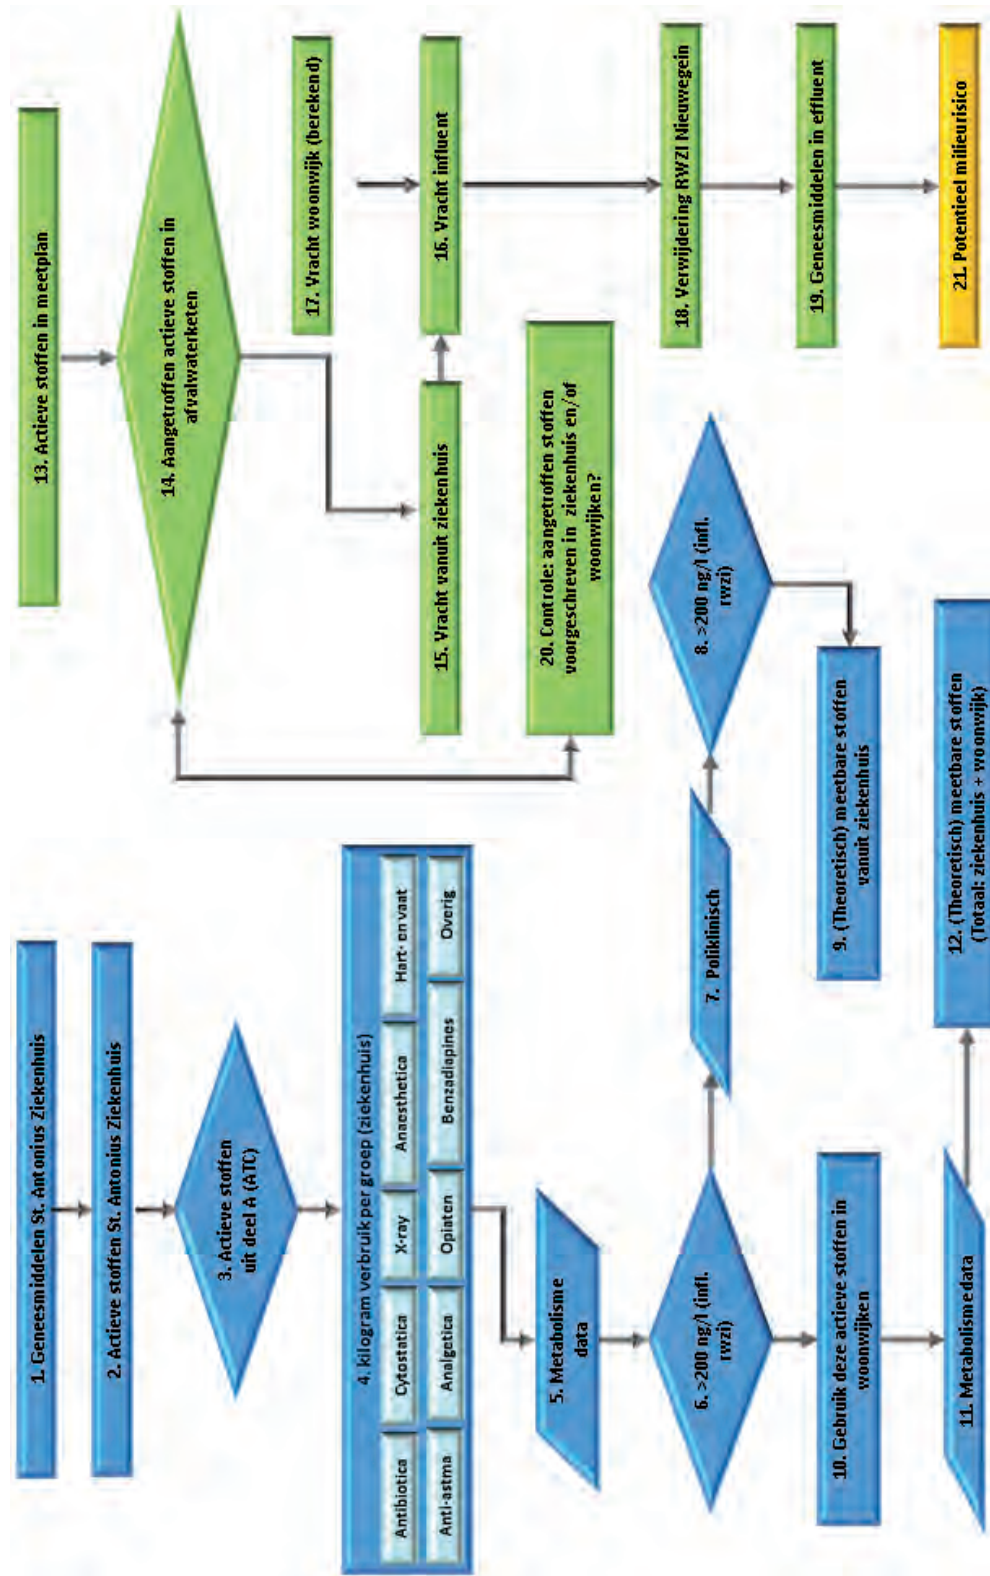 1. Geneesmiddelen St. Antonius Ziekenhuis
2. Actieve stoffen St. Antonius Ziekenhuis
3. Actieve stoffen
uit deel A (ATC)
4. kilogram verbruik per groep (ziekenhuis)
Antibiotica
Cytostatica
X-ray
Anaesthetica
Hart- en vaat
Anti-astma
Analgetica
Opiaten
Benzadiapines
Overig
5. Metabolisme
data
6. >200 ng/l (infl.
rwzi)
7. Poliklinisch
8. >200 ng/l (infl.
rwzi)
9. (Theoretisch) meetbare stoffen
vanuit ziekenhuis
10. Gebruik deze actieve stoffen in
woonwijken
11. Metabolisme data
12. (Theoretisch) meetbare stoffen
(Totaal: ziekenhuis + woonwijk)
13. Actieve stoffen in meetplan
14. Aangetroffen actieve stoffen in
afvalwaterketen
15. Vracht vanuit ziekenhuis
16. Vracht influent
17. Vracht woonwijk (berekend)
18. Verwijdering RWZI Nieuwegein
19. Geneesmiddelen in effluent
20. Controle: aangetroffen stoffen
voorgeschreven in ziekenhuis en/of
woonwijken?
21. Potentieel milieurisico